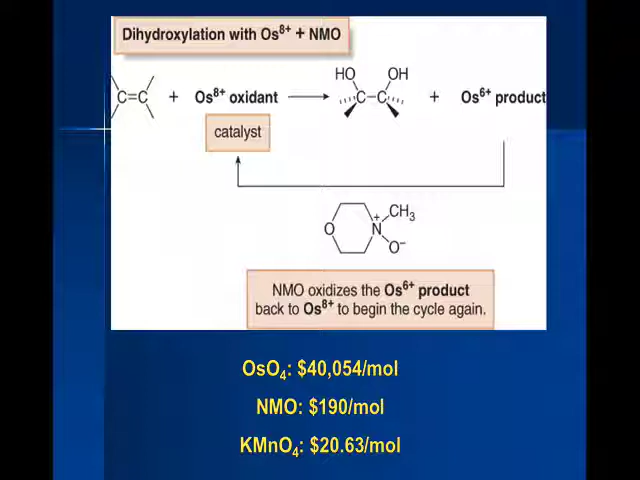 Dihydroxylation with Os⁸⁺ + NMO
HO OH
C=C + Os⁸⁺ oxidant C–C + Os⁶⁺ product
catalyst
CH₃
O N⁺
O⁻
NMO oxidizes the Os⁶⁺ product
back to Os⁸⁺ to begin the cycle again.
OsO₄: $40,054/mol
NMO: $190/mol
KMnO₄: $20.63/mol